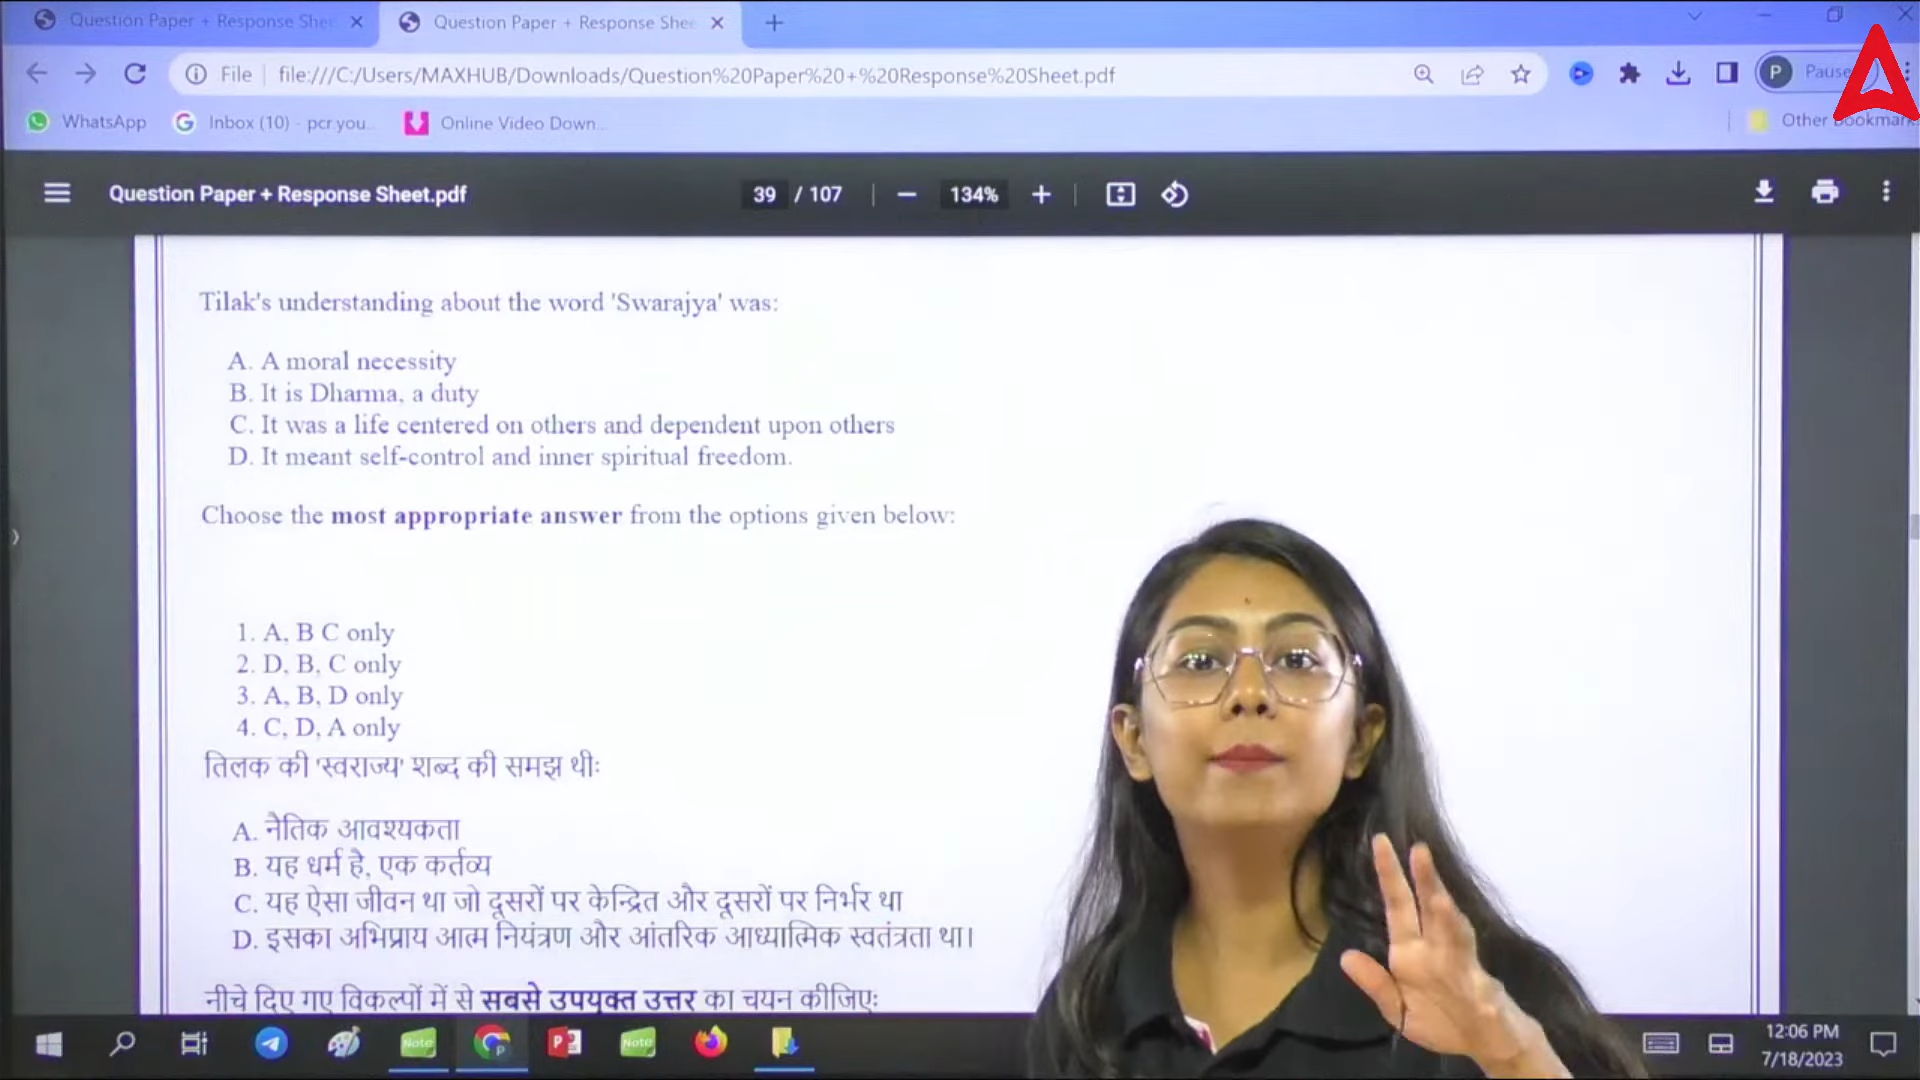 Question Paper + Response Shee
Question Paper + Response Shee
File
file:///C:/Users/MAXHUB/Downloads/Question%20Paper%20+%20Response%20Sheet.pdf
P
Pause
WhatsApp
Inbox (10) - pcr.you...
Online Video Down...
Other Bookmark
Question Paper + Response Sheet.pdf
39 / 107
134%
Tilak's understanding about the word 'Swarajya' was:
A. A moral necessity
B. It is Dharma, a duty
C. It was a life centered on others and dependent upon others
D. It meant self-control and inner spiritual freedom.
Choose the most appropriate answer from the options given below:
1. A, B C only
2. D, B, C only
3. A, B, D only
4. C, D, A only
तिलक की 'स्वराज्य' शब्द की समझ थीः
A. नैतिक आवश्यकता
B. यह धर्म है, एक कर्तव्य
C. यह ऐसा जीवन था जो दूसरों पर केन्द्रित और दूसरों पर निर्भर था
D. इसका अभिप्राय आत्म नियंत्रण और आंतरिक आध्यात्मिक स्वतंत्रता था।
नीचे दिए गए विकल्पों में से सबसे उपयुक्त उत्तर का चयन कीजिएः
Note
Note
12:06 PM
7/18/2023